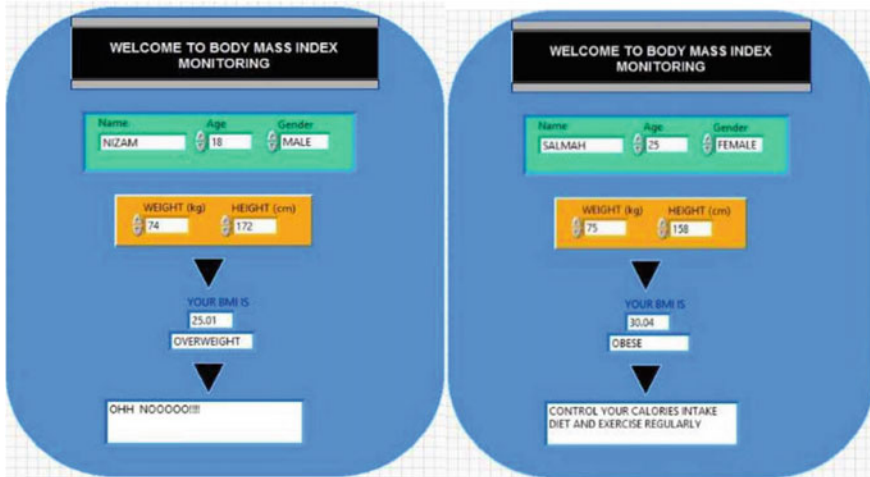 WELCOME TO BODY MASS INDEX
MONITORING
Name Age Gender
NIZAM 18 MALE
WEIGHT (kg) HEIGHT (cm)
74 172
YOUR BMI IS
25.01
OVERWEIGHT
OHH NOOOOO!!!!
WELCOME TO BODY MASS INDEX
MONITORING
Name Age Gender
SALMAH 25 FEMALE
WEIGHT (kg) HEIGHT (cm)
75 158
YOUR BMI IS
30.04
OBESE
CONTROL YOUR CALORIES INTAKE
DIET AND EXERCISE REGULARLY